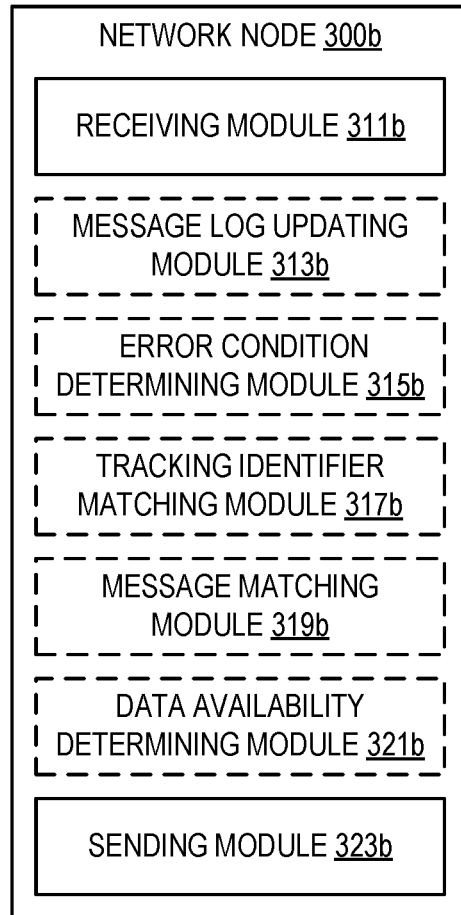 NETWORK NODE 300b
RECEIVING MODULE 311b
MESSAGE LOG UPDATING
MODULE 313b
ERROR CONDITION
DETERMINING MODULE 315b
TRACKING IDENTIFIER
MATCHING MODULE 317b
MESSAGE MATCHING
MODULE 319b
DATA AVAILABILITY
DETERMINING MODULE 321b
SENDING MODULE 323b